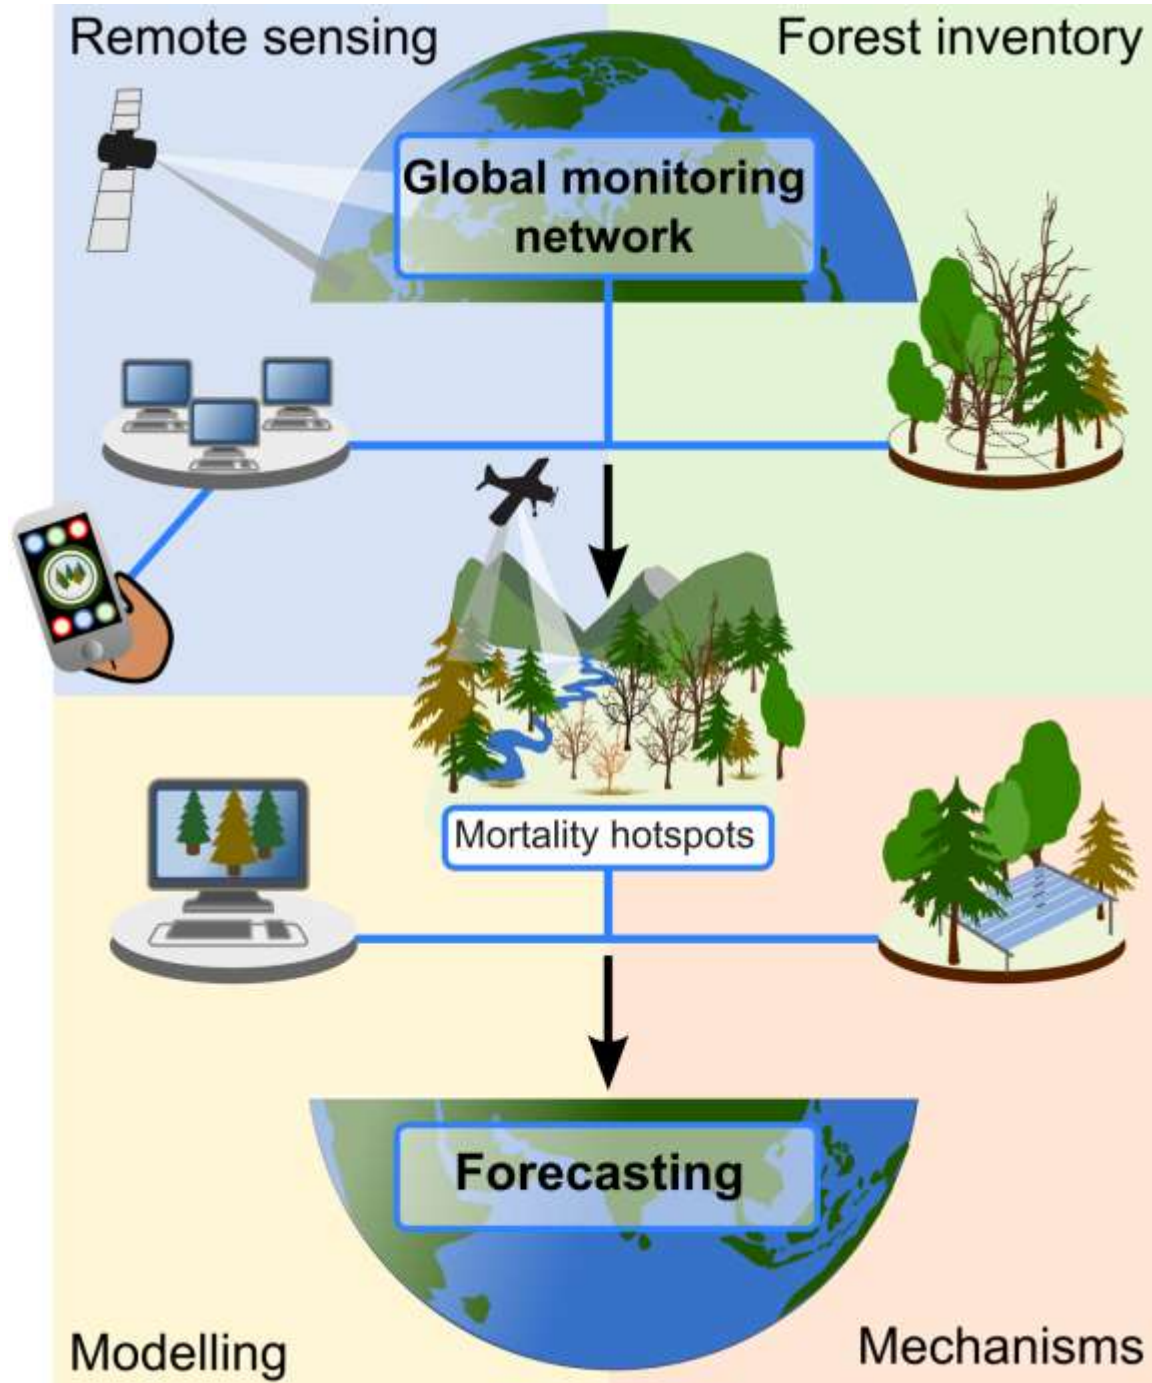 Remote sensing
Forest inventory
Global monitoring
network
Mortality hotspots
Forecasting
Modelling
Mechanisms